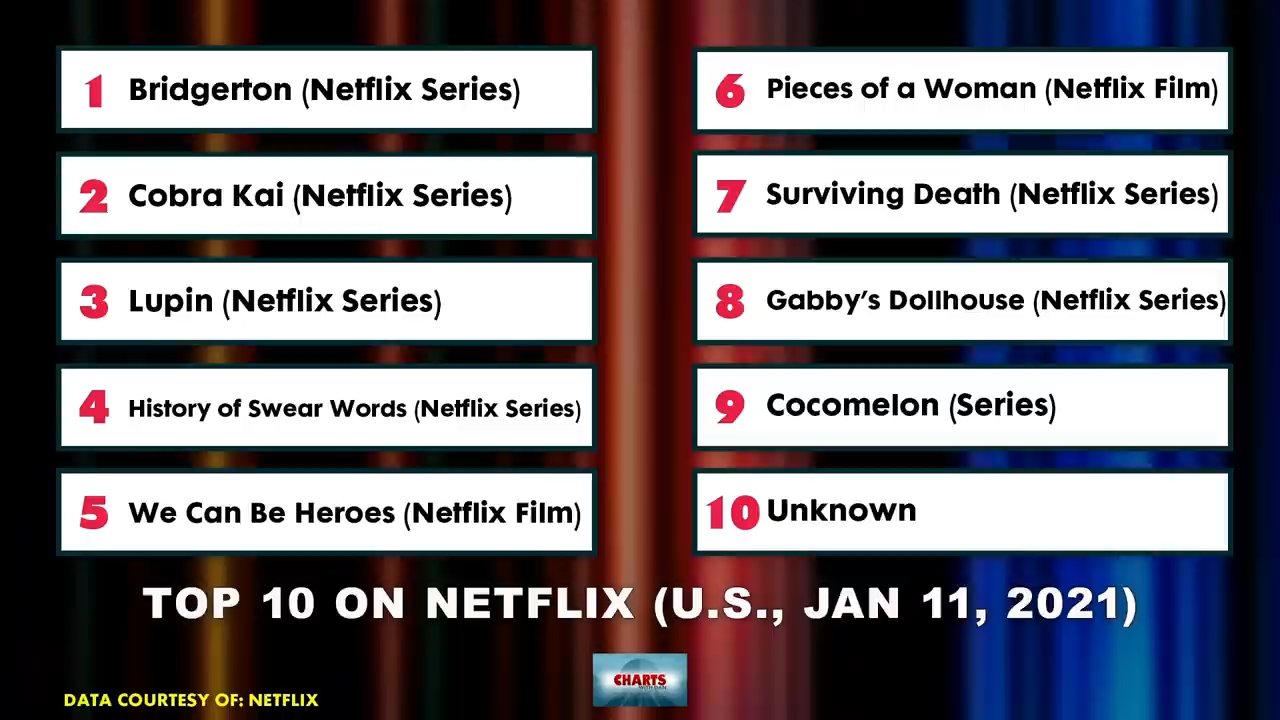 1 Bridgerton (Netflix Series)
2 Cobra Kai (Netflix Series)
3 Lupin (Netflix Series)
4 History of Swear Words (Netflix Series)
5 We Can Be Heroes (Netflix Film)
6 Pieces of a Woman (Netflix Film)
7 Surviving Death (Netflix Series)
8 Gabby’s Dollhouse (Netflix Series)
9 Cocomelon (Series)
10 Unknown
TOP 10 ON NETFLIX (U.S., JAN 11, 2021)
CHARTS
WITH DAN
DATA COURTESY OF: NETFLIX